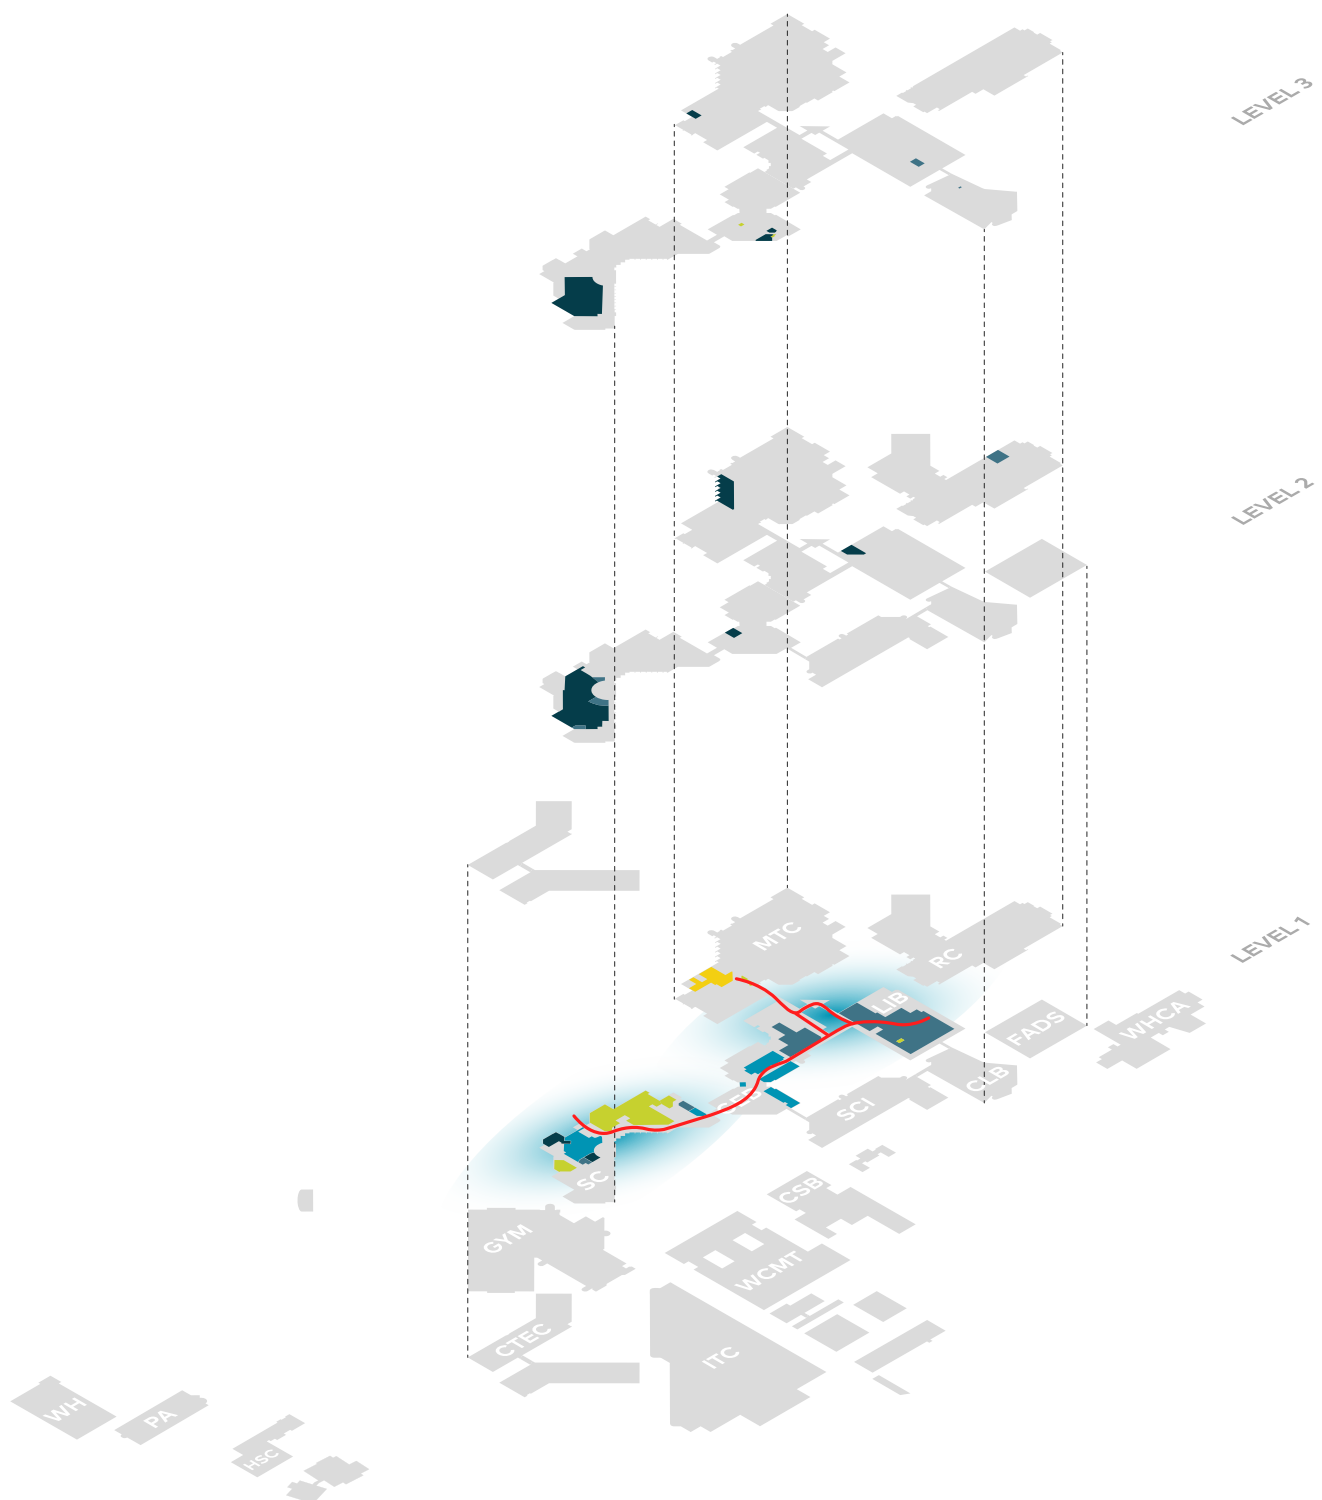 LEVEL 3
LEVEL 2
LEVEL 1
MTC
RC
LIB
FADS
WHCA
CLB
SCI
SC
CSB
GYM
WCMT
CTEC
ITC
WH
PA
HSC